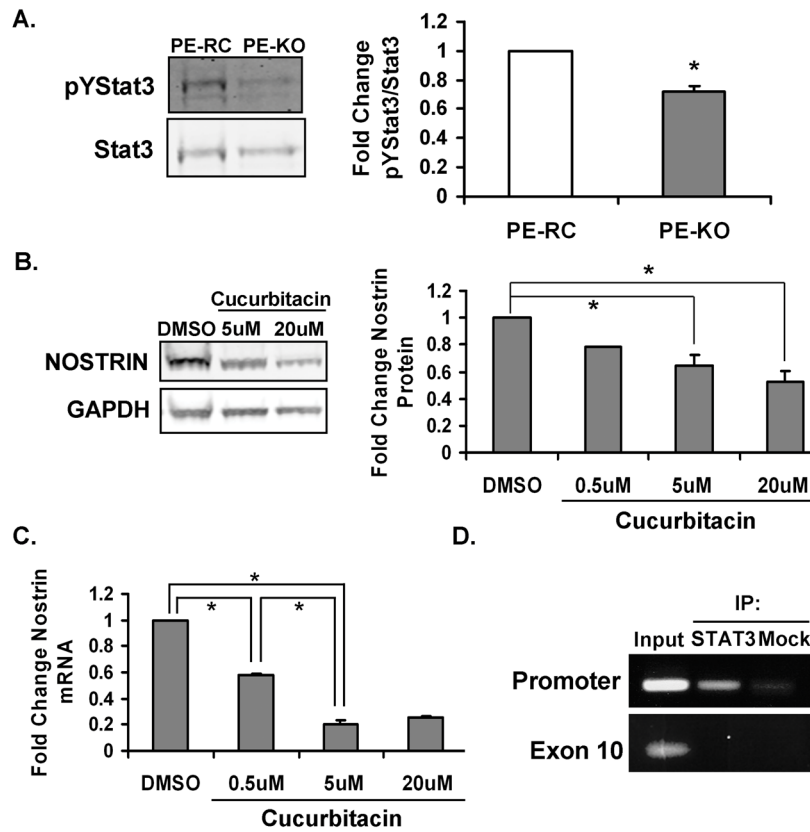 A.
PE-RC PE-KO
pYStat3
Stat3
Fold Change
pYStat3/Stat3
1.2
1
0.8
0.6
0.4
0.2
0
*
PE-RC PE-KO
B.
Cucurbitacin
DMSO 5uM 20uM
NOSTRIN
GAPDH
Fold Change Nostrin
Protein
1.2
1
0.8
0.6
0.4
0.2
0
*
*
DMSO 0.5uM 5uM 20uM
Cucurbitacin
C.
Fold Change Nostrin
mRNA
1.2
1
0.8
0.6
0.4
0.2
0
*
* *
DMSO 0.5uM 5uM 20uM
Cucurbitacin
D.
IP:
Input STAT3 Mock
Promoter
Exon 10